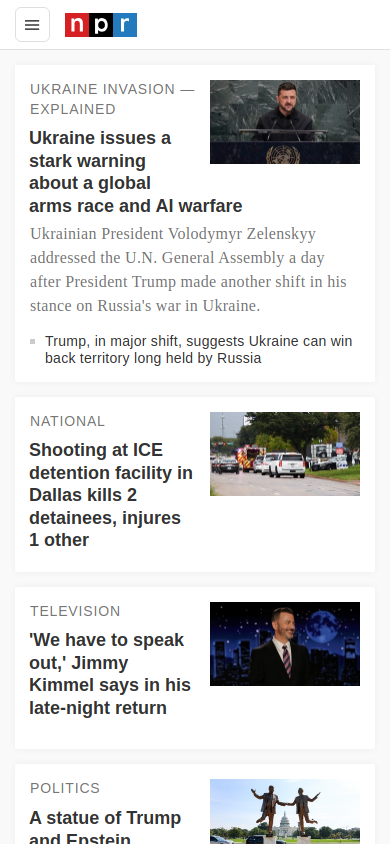 npr
UKRAINE INVASION —
EXPLAINED
Ukraine issues a
stark warning
about a global
arms race and AI warfare
Ukrainian President Volodymyr Zelenskyy
addressed the U.N. General Assembly a day
after President Trump made another shift in his
stance on Russia's war in Ukraine.
Trump, in major shift, suggests Ukraine can win
back territory long held by Russia
NATIONAL
Shooting at ICE
detention facility in
Dallas kills 2
detainees, injures
1 other
TELEVISION
'We have to speak
out,' Jimmy
Kimmel says in his
late-night return
POLITICS
A statue of Trump
and Epstein